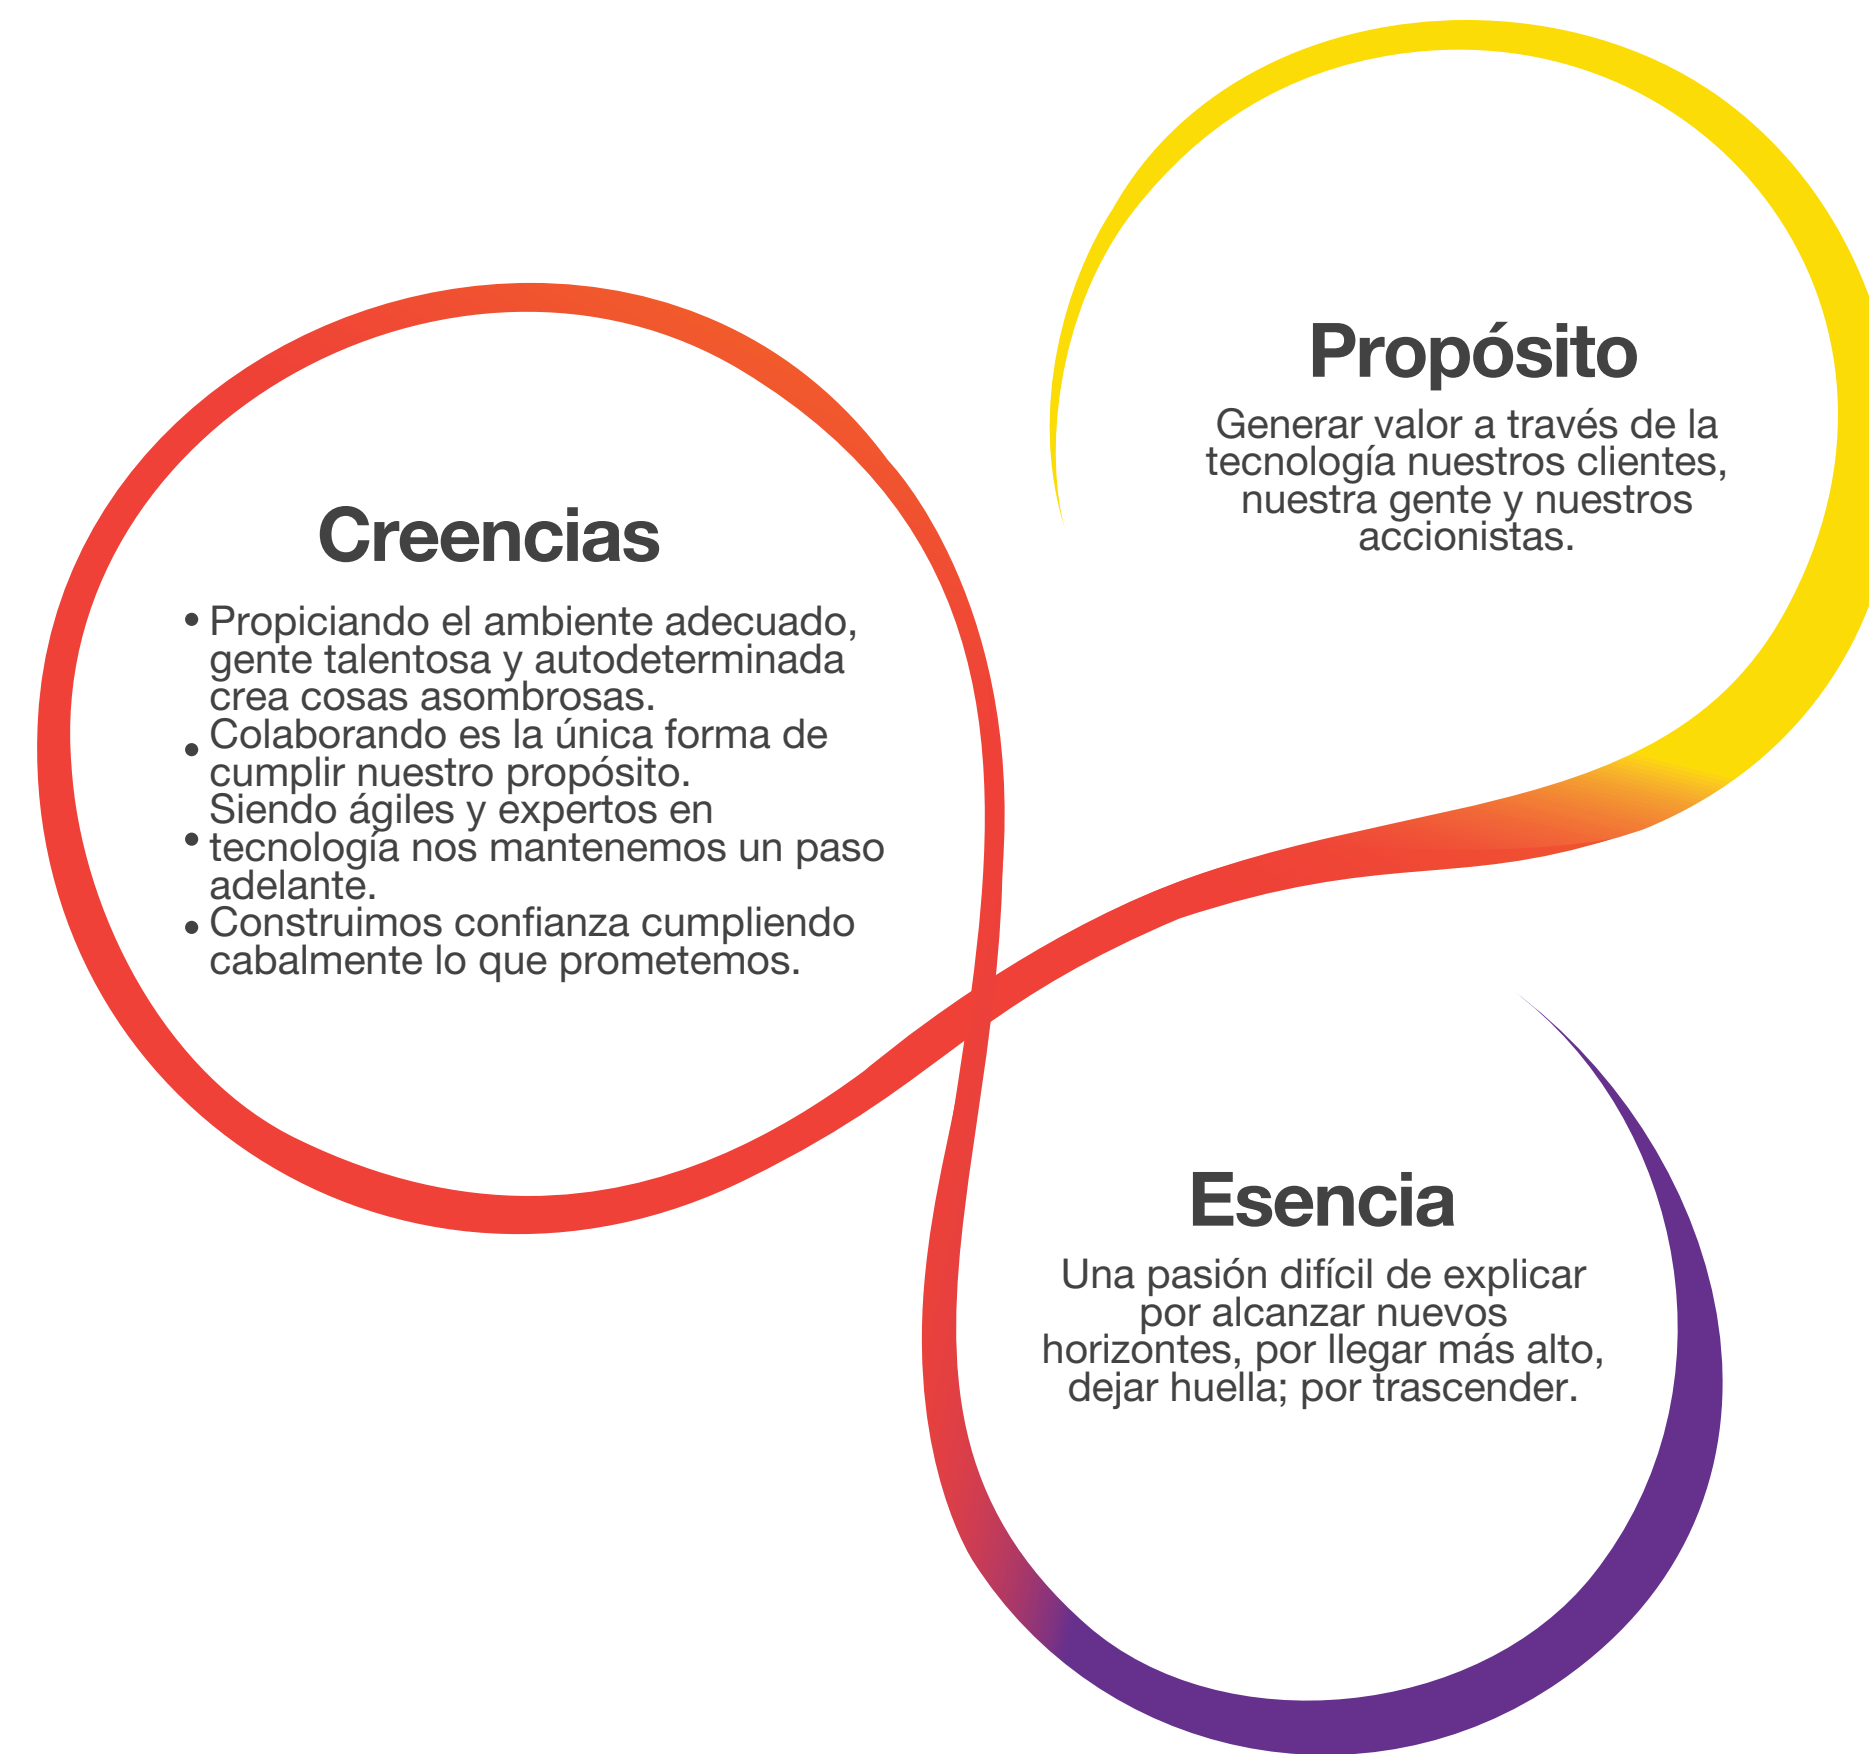 Propósito
Generar valor a través de la
tecnología nuestros clientes,
nuestra gente y nuestros
accionistas.
Creencias
• Propiciando el ambiente adecuado,
gente talentosa y autodeterminada
crea cosas asombrosas.
• Colaborando es la única forma de
cumplir nuestro propósito.
Siendo ágiles y expertos en
• tecnología nos mantenemos un paso
adelante.
• Construimos confianza cumpliendo
cabalmente lo que prometemos.
Esencia
Una pasión difícil de explicar
por alcanzar nuevos
horizontes, por llegar más alto,
dejar huella; por trascender.